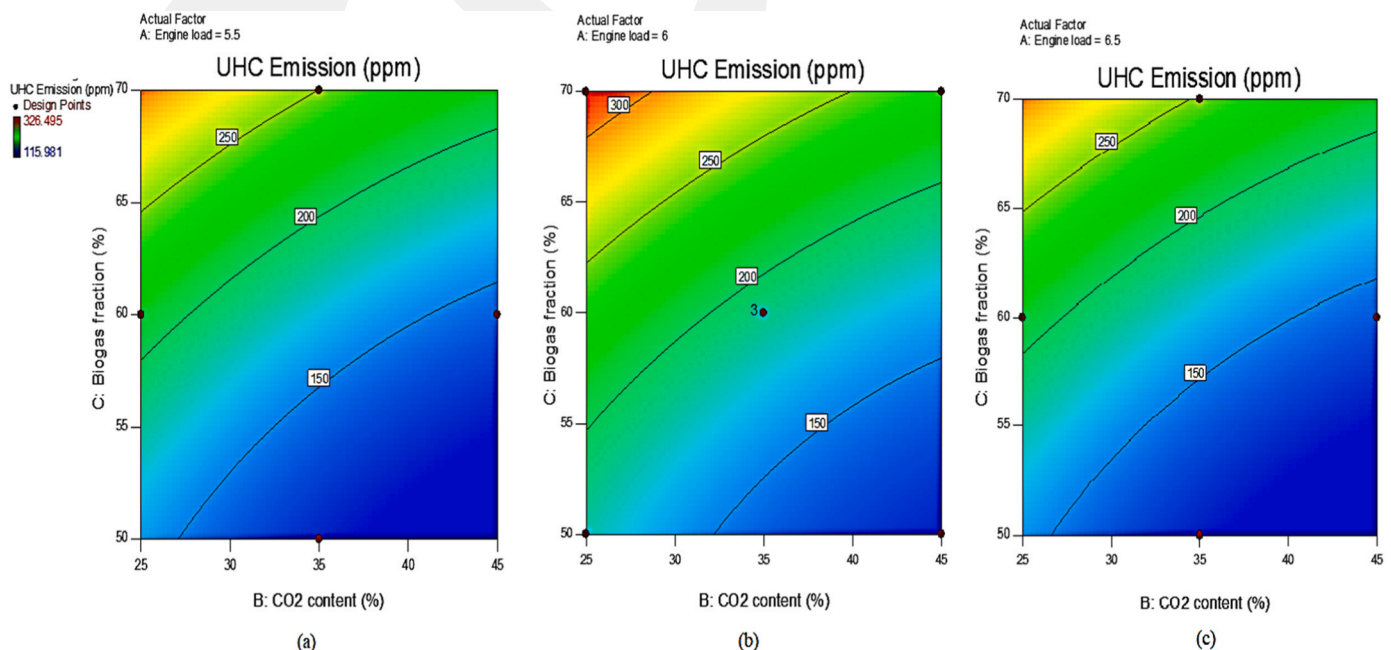 Actual Factor
A: Engine load = 5.5
UHC Emission (ppm)
UHC Emission (ppm)
Design Points
326.495
115.981
250
200
150
70
65
60
55
50
25
30
35
40
45
C: Biogas fraction (%)
B: CO2 content (%)
(a)
Actual Factor
A: Engine load = 6
UHC Emission (ppm)
300
250
200
3
150
70
65
60
55
50
25
30
35
40
45
C: Biogas fraction (%)
B: CO2 content (%)
(b)
Actual Factor
A: Engine load = 6.5
UHC Emission (ppm)
250
200
150
70
65
60
55
50
25
30
35
40
45
C: Biogas fraction (%)
B: CO2 content (%)
(c)